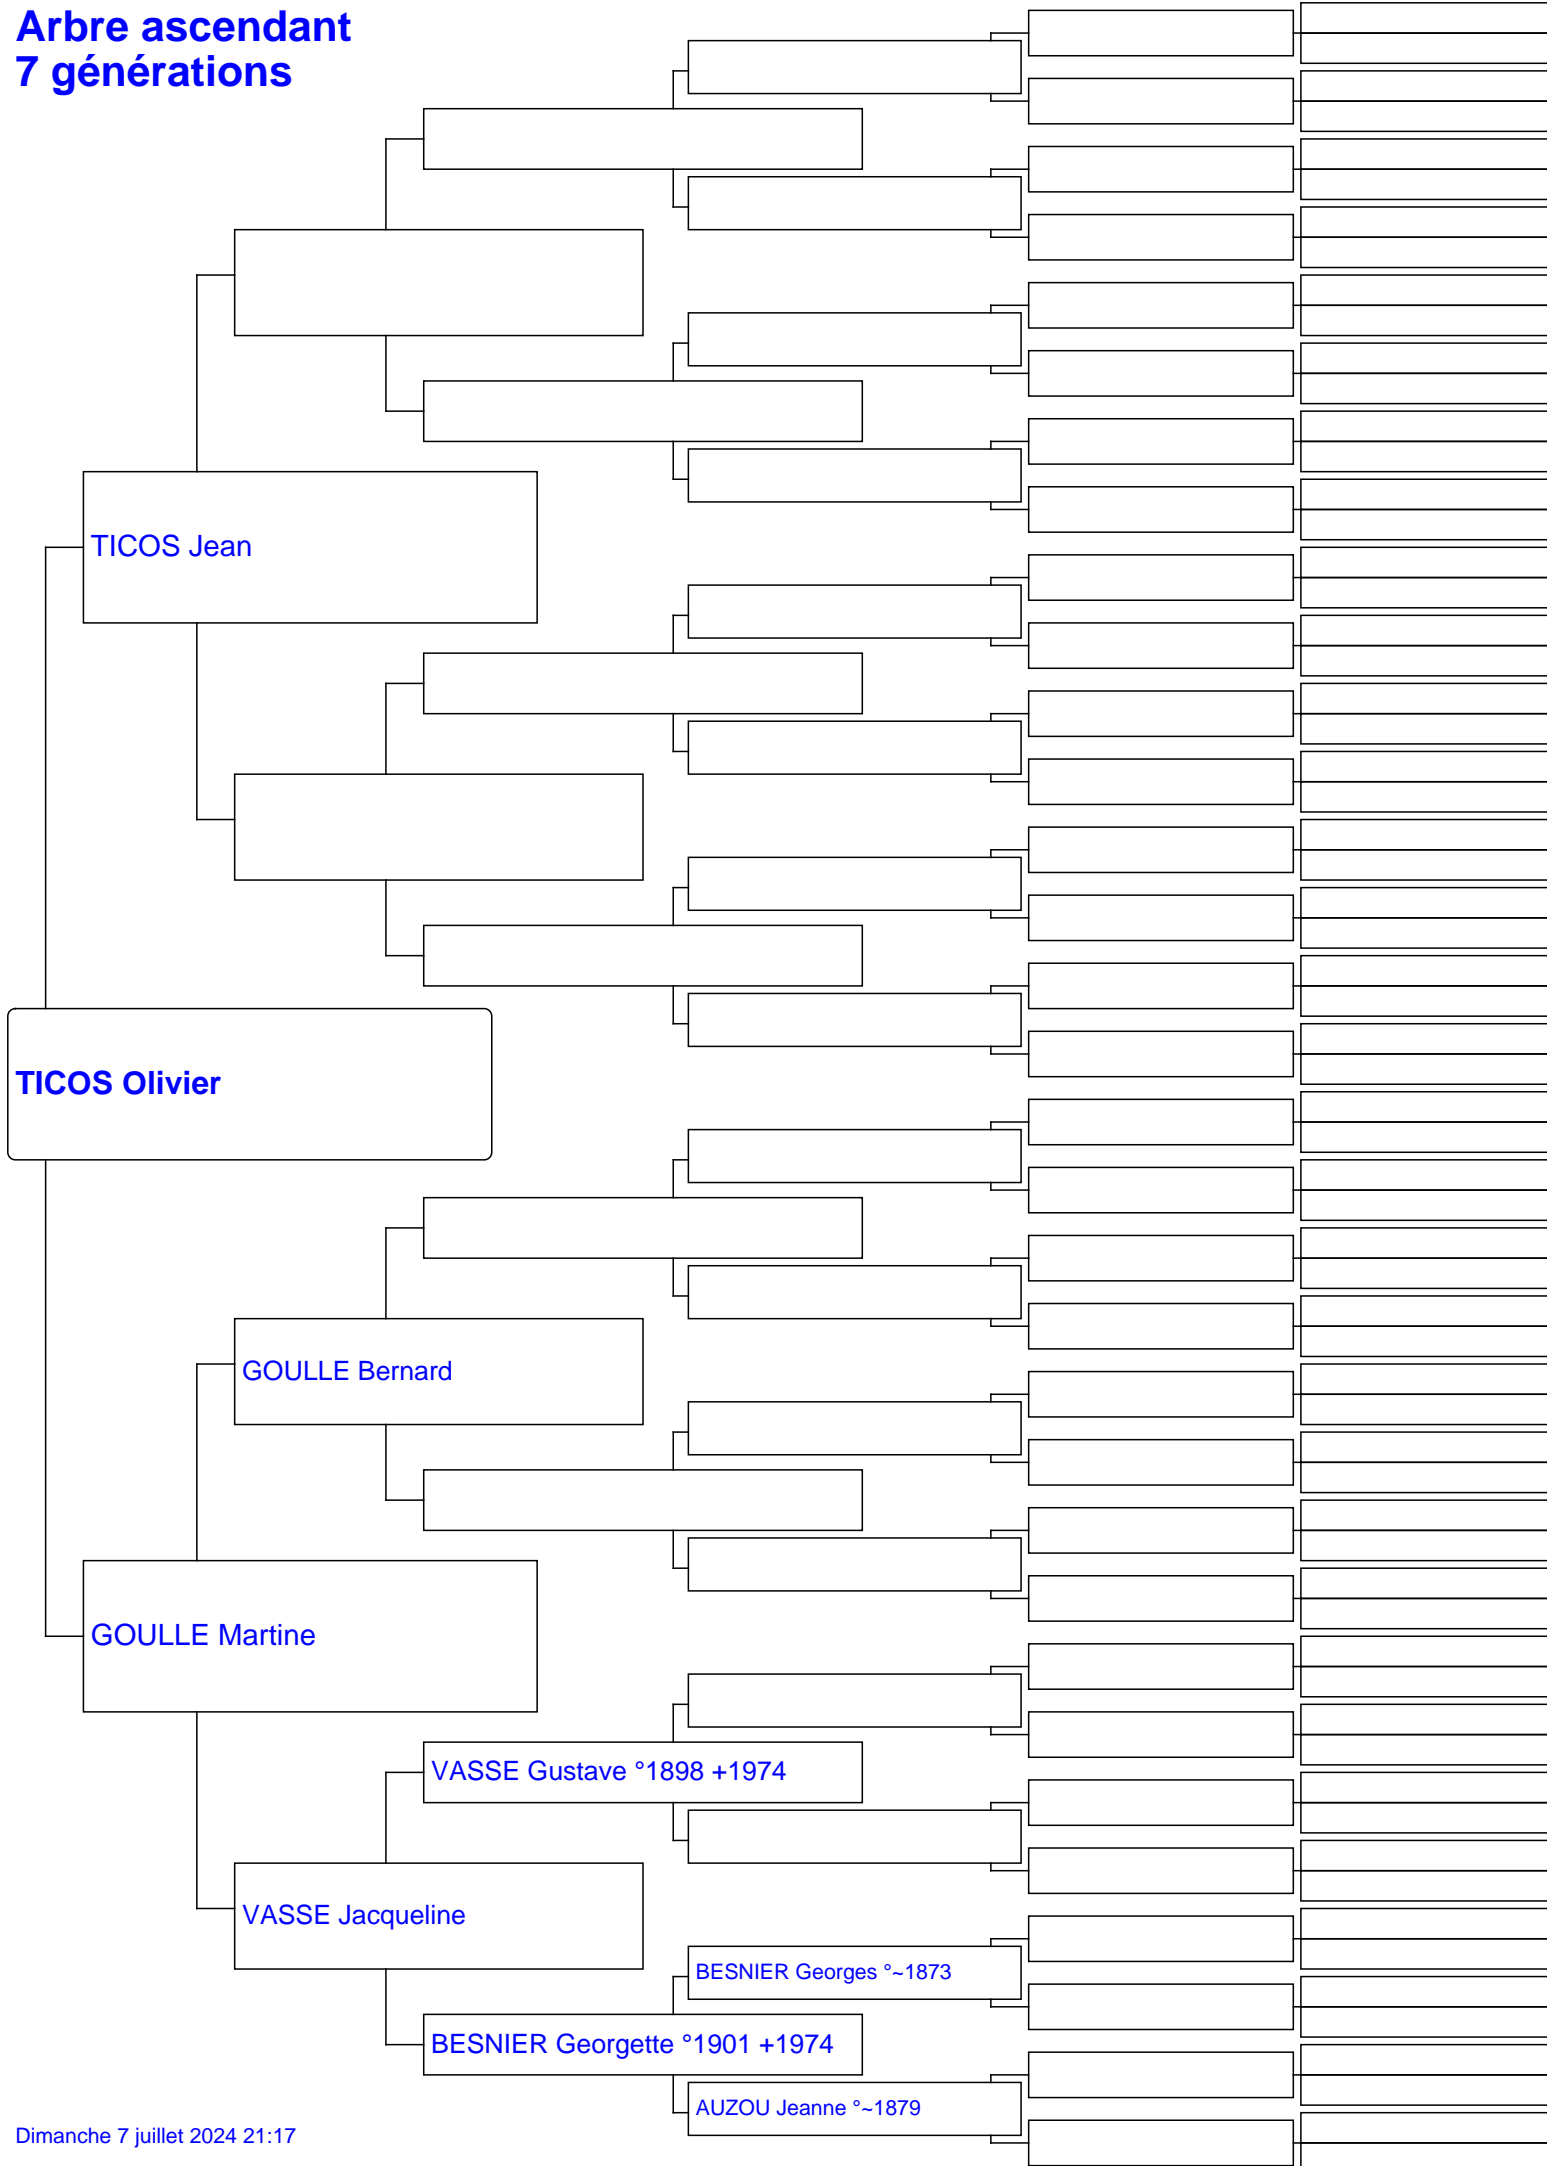 Arbre ascendant
7 générations
TICOS Jean
TICOS Olivier
GOULLE Bernard
GOULLE Martine
VASSE Gustave °1898 +1974
VASSE Jacqueline
BESNIER Georges °~1873
BESNIER Georgette °1901 +1974
AUZOU Jeanne °~1879
Dimanche 7 juillet 2024 21:17